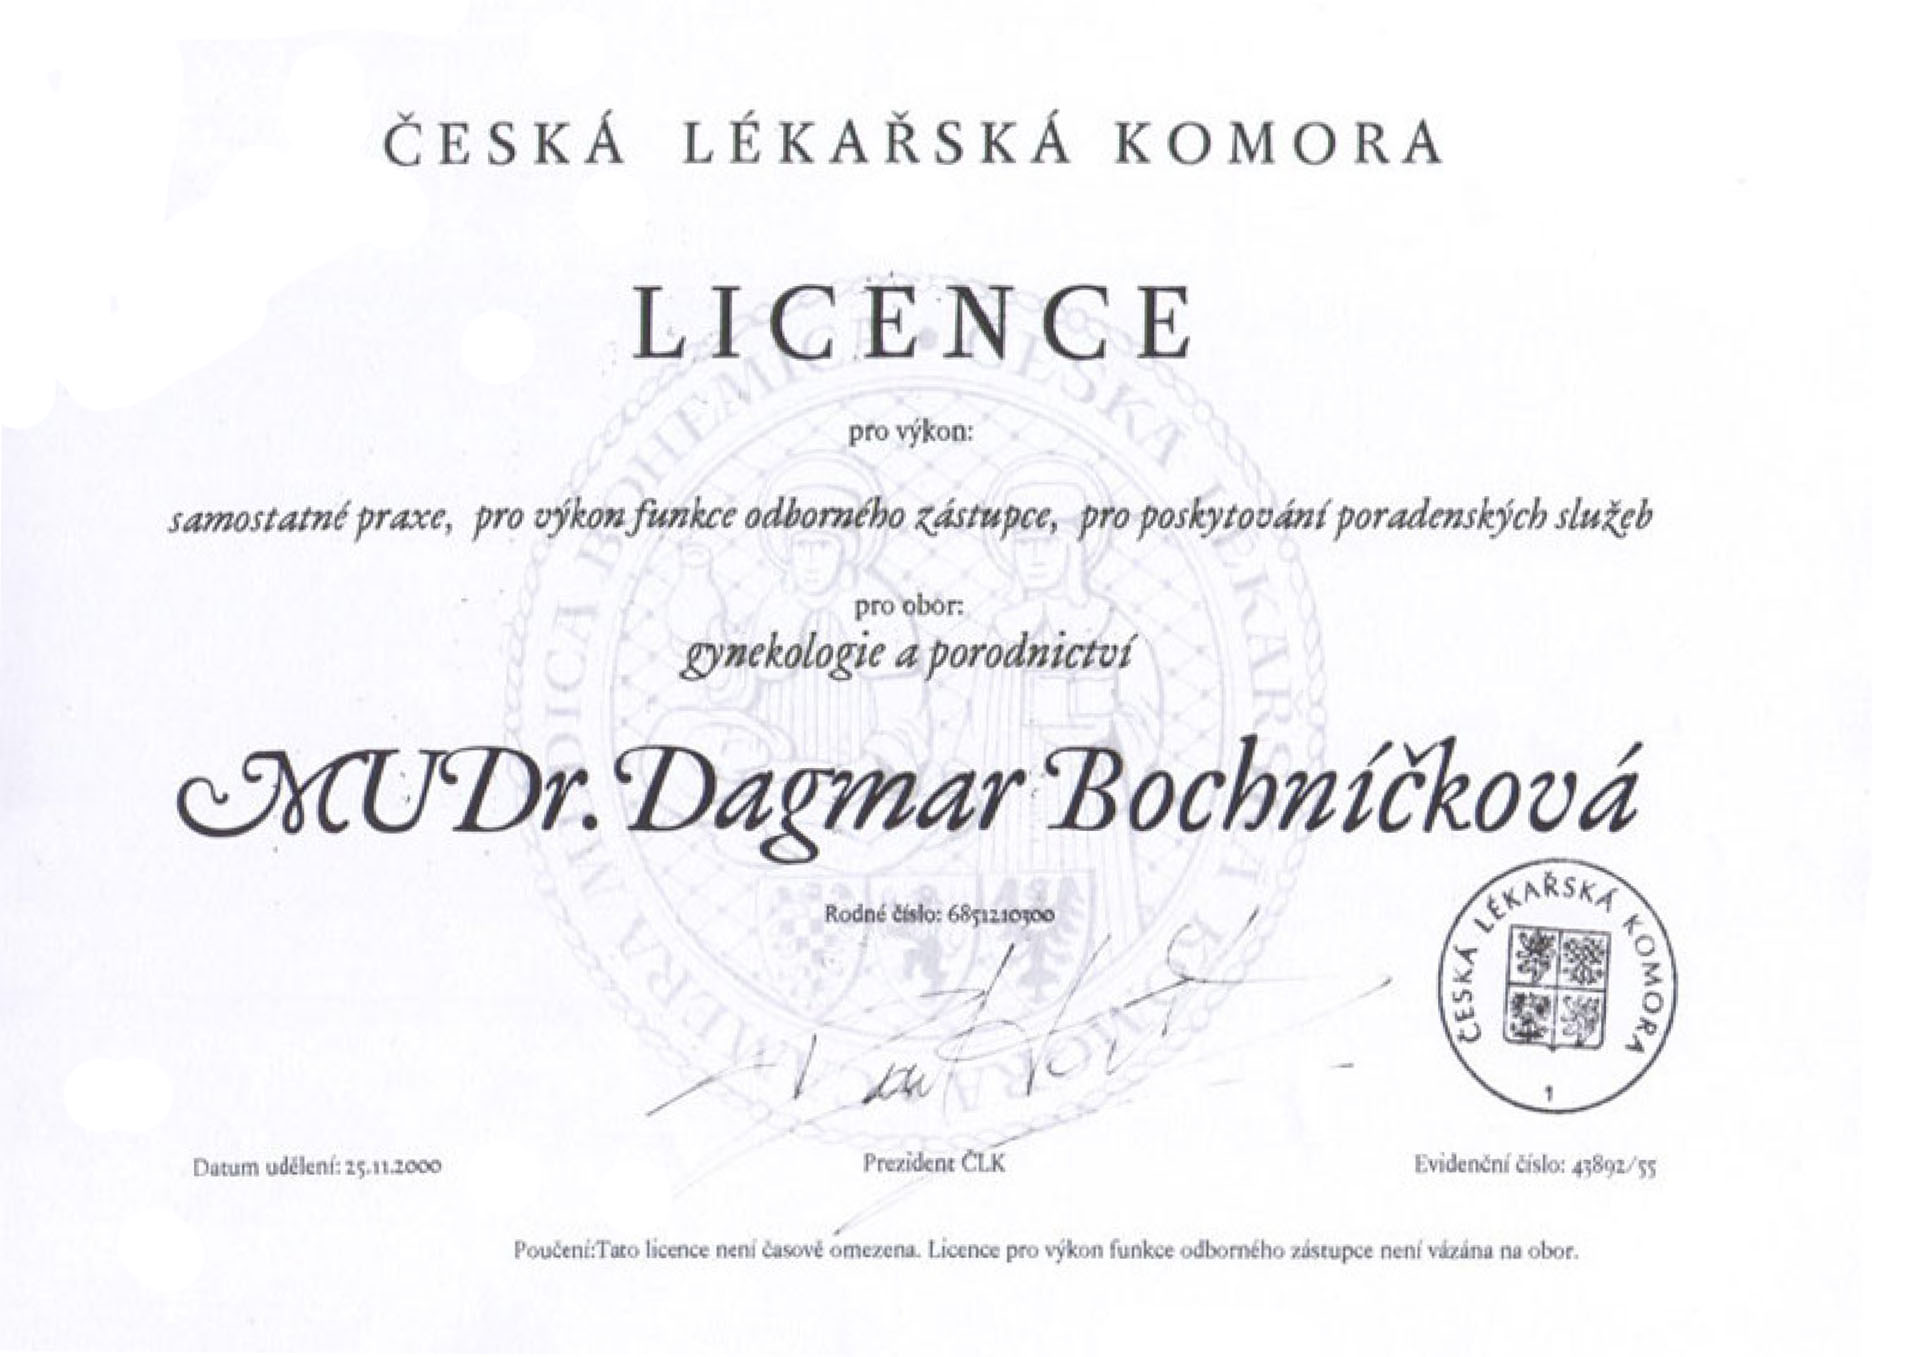 ČESKÁ LÉKAŘSKÁ KOMORA
LICENCE
pro výkon:
samostatné praxe, pro výkon funkce odborného zástupce, pro poskytování poradenských služeb
pro obor:
gynekologie a porodnictví
MUDr. Dagmar Bochníčková
Rodné číslo: 6851210300
ČESKÁ LÉKAŘSKÁ KOMORA
1
Datum udělení: 25.11.2000
Prezident ČLK
Evidenční číslo: 43892/55
Poučení:Tato licence není časově omezena. Licence pro výkon funkce odborného zástupce není vázána na obor.